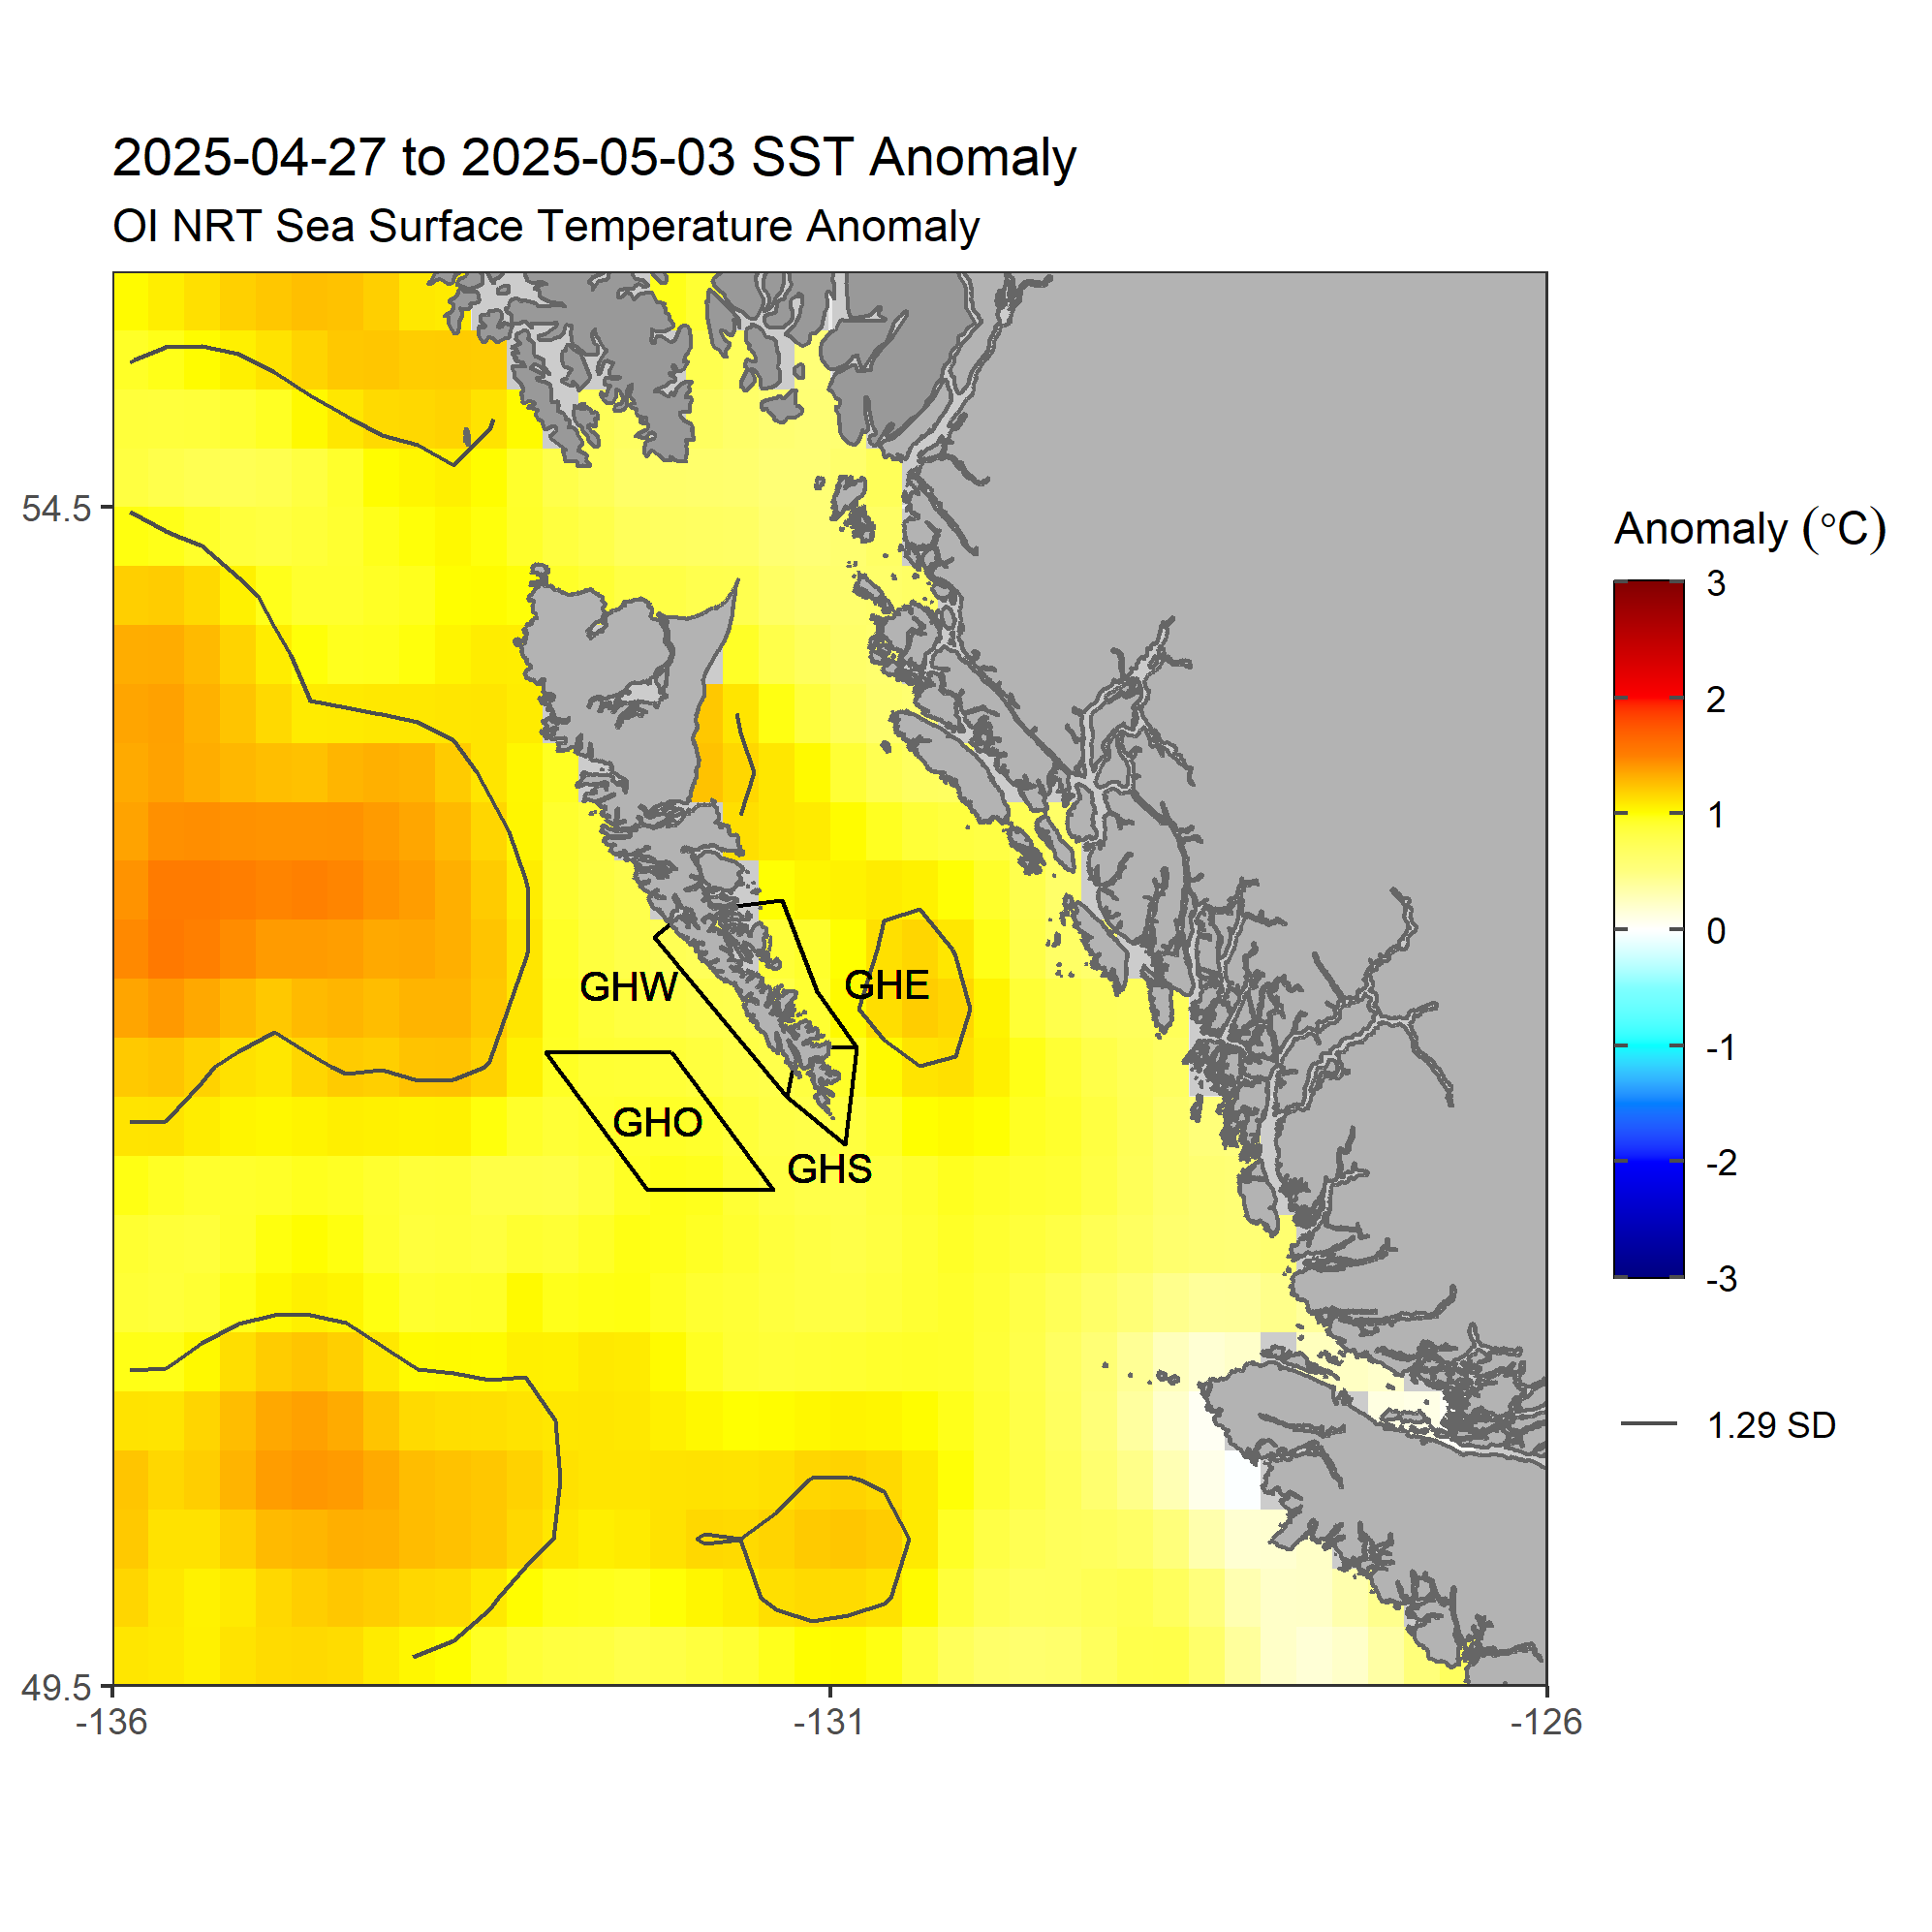 2025-04-27 to 2025-05-03 SST Anomaly
OI NRT Sea Surface Temperature Anomaly
54.5
49.5
-136
-131
-126
GHW
GHE
GHO
GHS
Anomaly (°C)
3
2
1
0
-1
-2
-3
1.29 SD